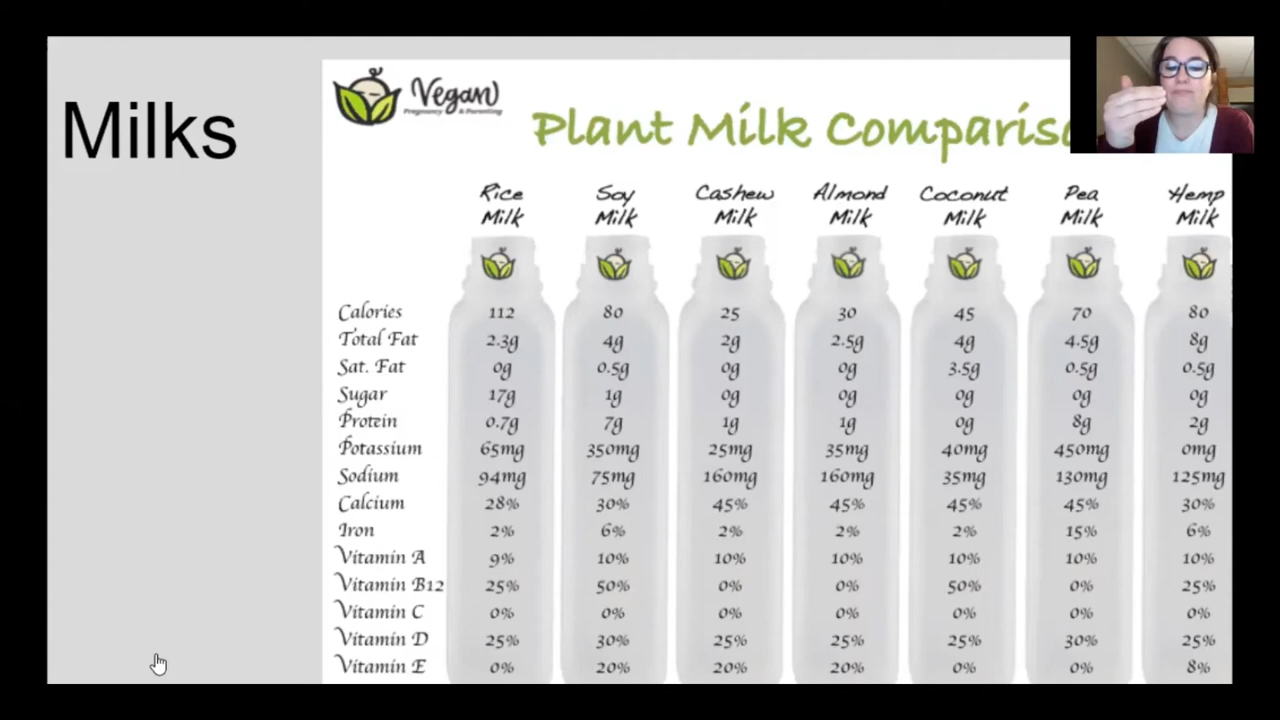 Milks
Vegan
Pregnancy & Parenting
Plant Milk Compariso
Rice Milk Soy Milk Cashew Milk Almond Milk Coconut Milk Pea Milk Hemp Milk
Calories 112 80 25 30 45 70 80
Total Fat 2.3g 4g 2g 2.5g 4g 4.5g 8g
Sat. Fat 0g 0.5g 0g 0g 3.5g 0.5g 0.5g
Sugar 17g 1g 0g 0g 0g 0g 0g
Protein 0.7g 7g 1g 1g 0g 8g 2g
Potassium 65mg 350mg 25mg 35mg 40mg 450mg 0mg
Sodium 94mg 75mg 160mg 160mg 35mg 130mg 125mg
Calcium 28% 30% 45% 45% 45% 45% 30%
Iron 2% 6% 2% 2% 2% 15% 6%
Vitamin A 9% 10% 10% 10% 10% 10% 10%
Vitamin B12 25% 50% 0% 0% 50% 0% 25%
Vitamin C 0% 0% 0% 0% 0% 0% 0%
Vitamin D 25% 30% 25% 25% 25% 30% 25%
Vitamin E 0% 20% 20% 20% 0% 0% 8%